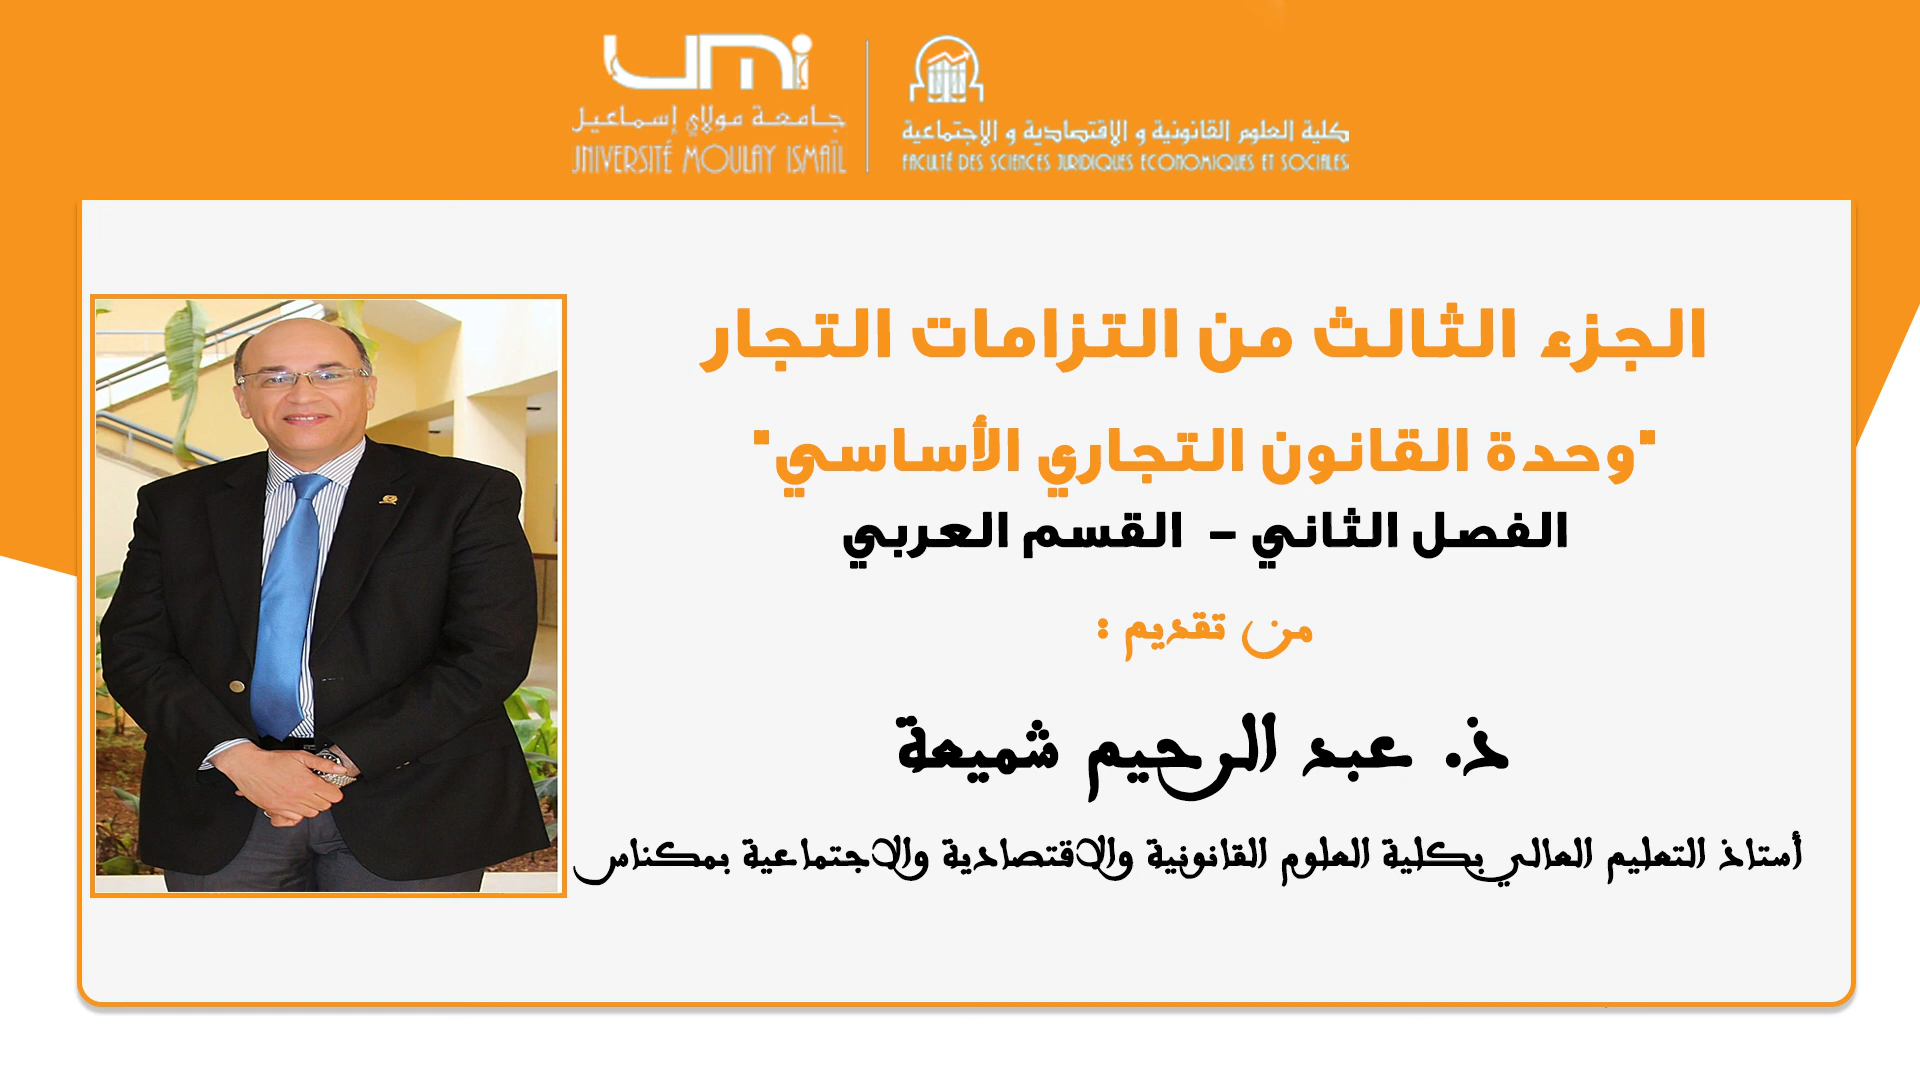 umi
جامعة مولاي إسماعيل
UNIVERSITÉ MOULAY ISMAÏL
كلية العلوم القانونية و الإقتصادية و الإجتماعية
FACULTÉ DES SCIENCES JURIDIQUES ECONOMIQUES ET SOCIALES
الجزء الثالث من التزامات التجار
"وحدة القانون التجاري الأساسي"
الفصل الثاني - القسم العربي
من تقديم :
ذ. عبد الرحيم شميعة
أستاذ التعليم العالي بكلية العلوم القانونية والاقتصادية والاجتماعية بمكناس